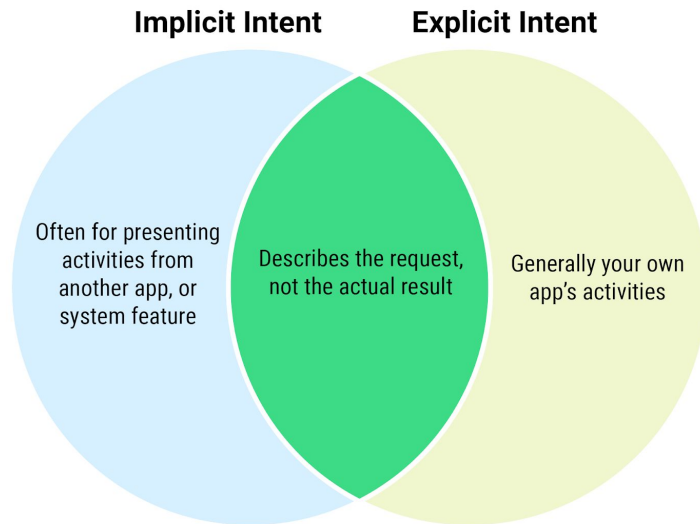 Implicit Intent
Explicit Intent
Often for presenting
activities from
another app, or
system feature
Describes the request,
not the actual result
Generally your own
app's activities